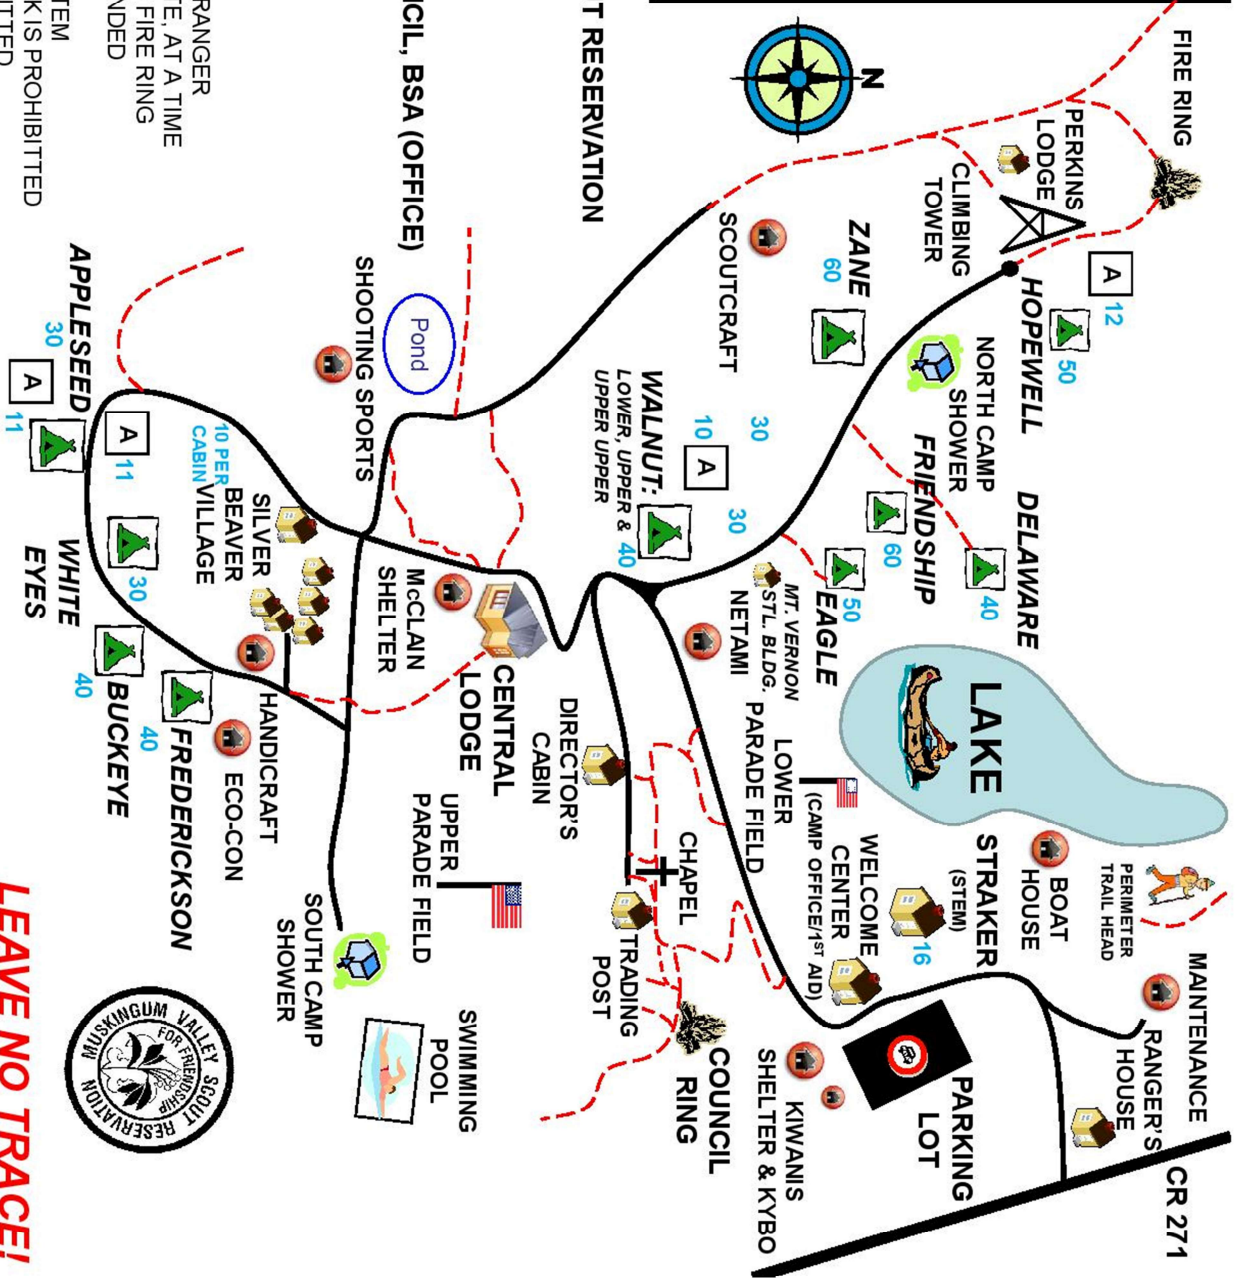 N
FIRE RING
PERKINS
LODGE
CLIMBING
TOWER
A
12
HOPEWELL
50
ZANE
60
SCOUTCRAFT
NORTH CAMP
SHOWER
FRIENDSHIP
60
DELAWARE
40
EAGLE
50
WALNUT:
LOWER, UPPER &
UPPER UPPER
40
30
10
A
30
MT. VERNON
STL. BLDG.
NETAMI
LAKE
LOWER
PARADE FIELD
STRAKER
(STEM)
16
BOAT
HOUSE
PERIMETER
TRAIL HEAD
MAINTENANCE
RANGER'S
HOUSE
CR 271
WELCOME
CENTER
(CAMP OFFICE/1ST AID)
PARKING
LOT
KIWANIS
SHELTER & KYBO
CHAPEL
COUNCIL
RING
TRADING
POST
DIRECTOR'S
CABIN
CENTRAL
LODGE
McCLAIN
SHELTER
UPPER
PARADE FIELD
SWIMMING
POOL
SOUTH CAMP
SHOWER
Pond
SHOOTING SPORTS
SILVER
BEAVER
VILLAGE
10 PER
CABIN
HANDICRAFT
ECO-CON
FREDERICKSON
40
BUCKEYE
40
WHITE
EYES
30
A
11
APPLESEED
30
A
11
T RESERVATION
CIL, BSA (OFFICE)
RANGER
TE, AT A TIME
FIRE RING
NDED
TEM
K IS PROHIBITTED
ITTED
MUSKINGUM VALLEY SCOUT RESERVATION
FOR FRIENDSHIP
LEAVE NO TRACE!